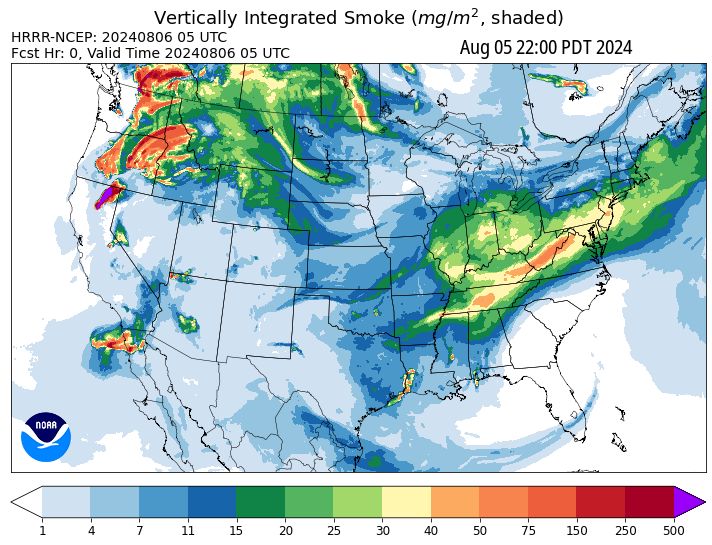 Vertically Integrated Smoke (mg/m², shaded)
HRRR-NCEP: 20240806 05 UTC
Fcst Hr: 0, Valid Time 20240806 05 UTC
Aug 05 22:00 PDT 2024
NOAA
1 4 7 11 15 20 25 30 40 50 75 150 250 500